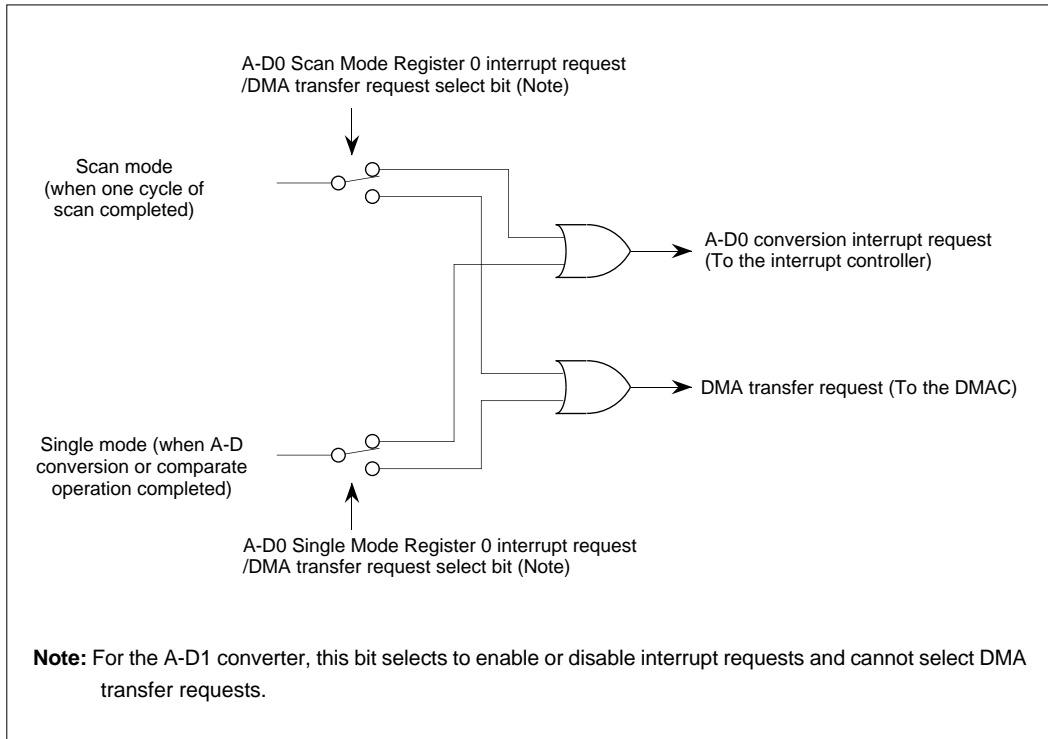 A-D0 Scan Mode Register 0 interrupt request
/DMA transfer request select bit (Note)
Scan mode
(when one cycle of
scan completed)
A-D0 conversion interrupt request
(To the interrupt controller)
DMA transfer request (To the DMAC)
Single mode (when A-D
conversion or comparate
operation completed)
A-D0 Single Mode Register 0 interrupt request
/DMA transfer request select bit (Note)
Note: For the A-D1 converter, this bit selects to enable or disable interrupt requests and cannot select DMA
transfer requests.